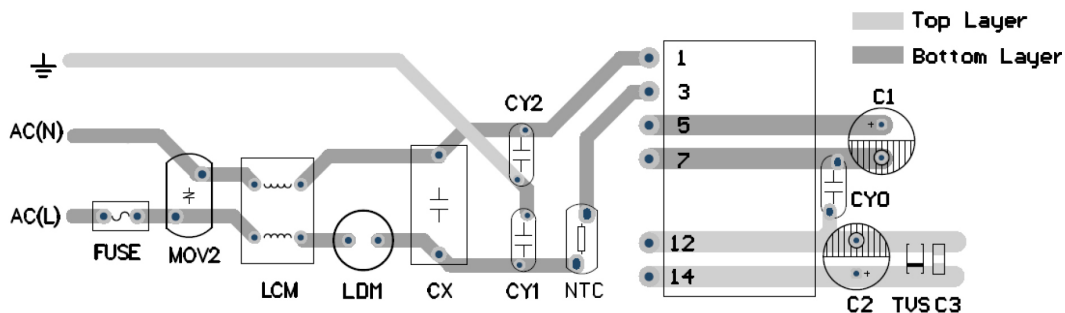 Top Layer
Bottom Layer
1
3
5
7
12
14
C1
CY2
AC(N)
AC(L)
FUSE
MOV2
LCM
LDM
CX
CY1
NTC
CY0
+
+
C2
TVS
C3